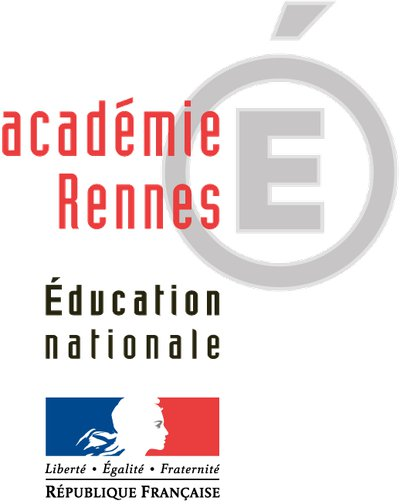 É
académie
Rennes
Éducation
nationale
Liberté • Égalité • Fraternité
RÉPUBLIQUE FRANÇAISE